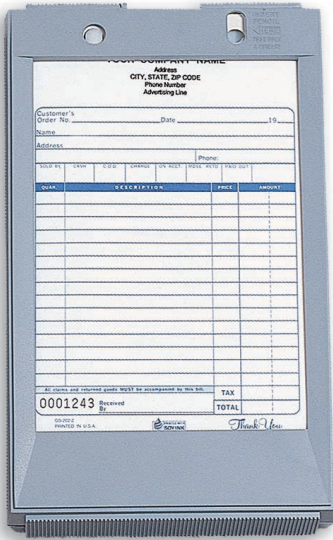 YOUR COMPANY NAME
Address
CITY, STATE, ZIP CODE
Phone Number
Advertising Line
Customer's
Order No. Date 19
Name
Address
Phone:
SOLD BY CASH C.O.D. CHARGE ON ACCT. MDSE. RETD. PAID OUT
QUAN. DESCRIPTION PRICE AMOUNT
All claims and returned goods MUST be accompanied by this bill.
TAX
0001243 Received
By
TOTAL
PRINTED IN U.S.A.
SOY INK
Thank You